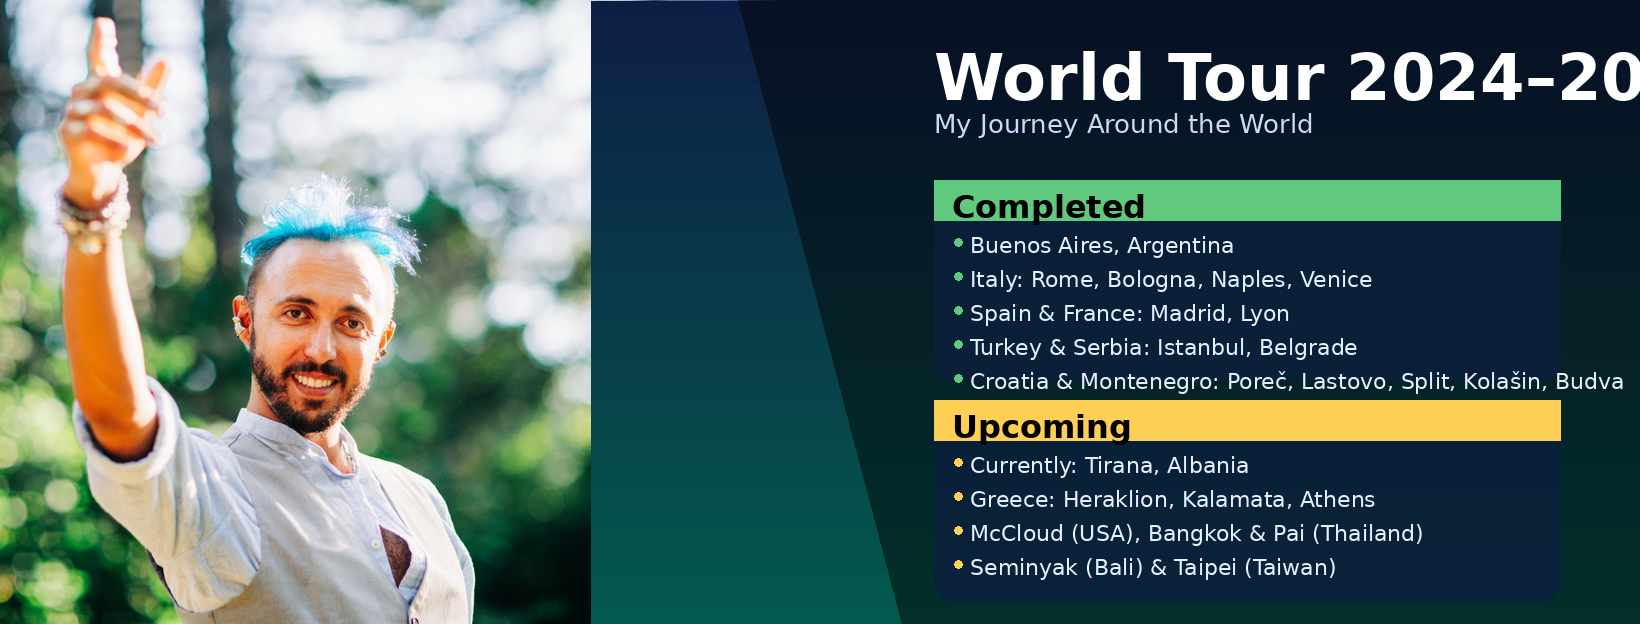 World Tour 2024–20
My Journey Around the World
Completed
• Buenos Aires, Argentina
• Italy: Rome, Bologna, Naples, Venice
• Spain & France: Madrid, Lyon
• Turkey & Serbia: Istanbul, Belgrade
• Croatia & Montenegro: Poreč, Lastovo, Split, Kolašin, Budva
Upcoming
• Currently: Tirana, Albania
• Greece: Heraklion, Kalamata, Athens
• McCloud (USA), Bangkok & Pai (Thailand)
• Seminyak (Bali) & Taipei (Taiwan)